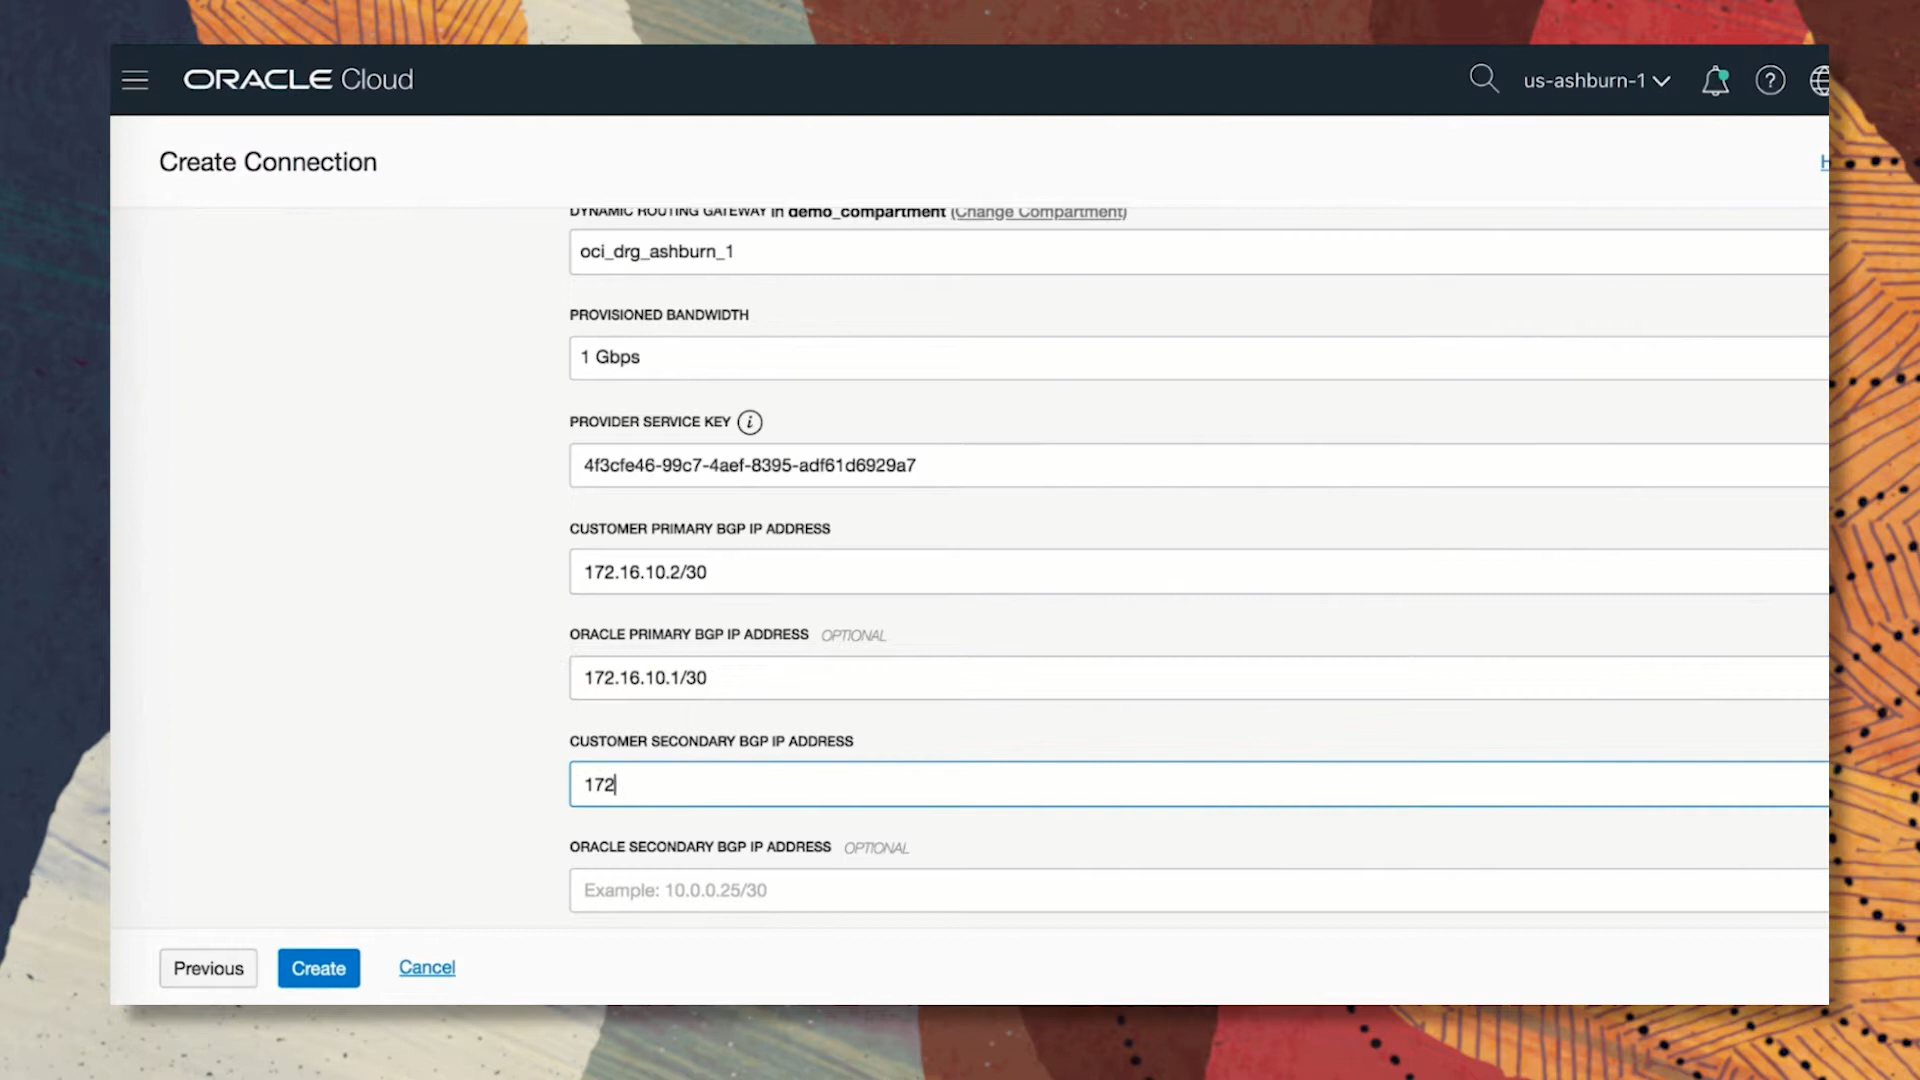 ORACLE Cloud
us-ashburn-1
Create Connection
H
DYNAMIC ROUTING GATEWAY in demo_compartment (Change Compartment)
oci_drg_ashburn_1
PROVISIONED BANDWIDTH
1 Gbps
PROVIDER SERVICE KEY i
4f3cfe46-99c7-4aef-8395-adf61d6929a7
CUSTOMER PRIMARY BGP IP ADDRESS
172.16.10.2/30
ORACLE PRIMARY BGP IP ADDRESS OPTIONAL
172.16.10.1/30
CUSTOMER SECONDARY BGP IP ADDRESS
172
ORACLE SECONDARY BGP IP ADDRESS OPTIONAL
Example: 10.0.0.25/30
Previous
Create
Cancel